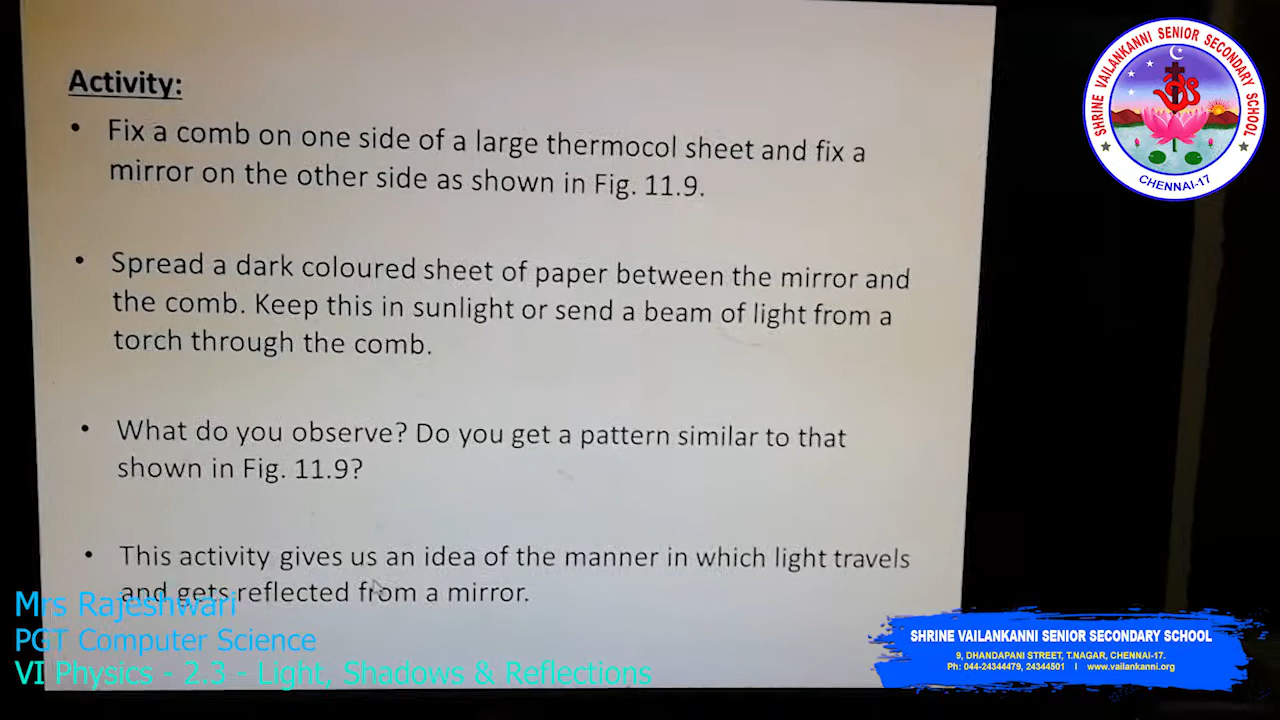 Activity:
• Fix a comb on one side of a large thermocol sheet and fix a
mirror on the other side as shown in Fig. 11.9.
• Spread a dark coloured sheet of paper between the mirror and
the comb. Keep this in sunlight or send a beam of light from a
torch through the comb.
• What do you observe? Do you get a pattern similar to that
shown in Fig. 11.9?
• This activity gives us an idea of the manner in which light travels
and gets reflected from a mirror.
Mrs Rajeshwari
PGT Computer Science
VI Physics - 2.3 - Light, Shadows & Reflections
SHRINE VAILANKANNI SENIOR SECONDARY SCHOOL
CHENNAI-17
SHRINE VAILANKANNI SENIOR SECONDARY SCHOOL
9, DHANDAPANI STREET, T.NAGAR, CHENNAI-17.
Ph: 044-24344479, 24344501 I www.vailankanni.org